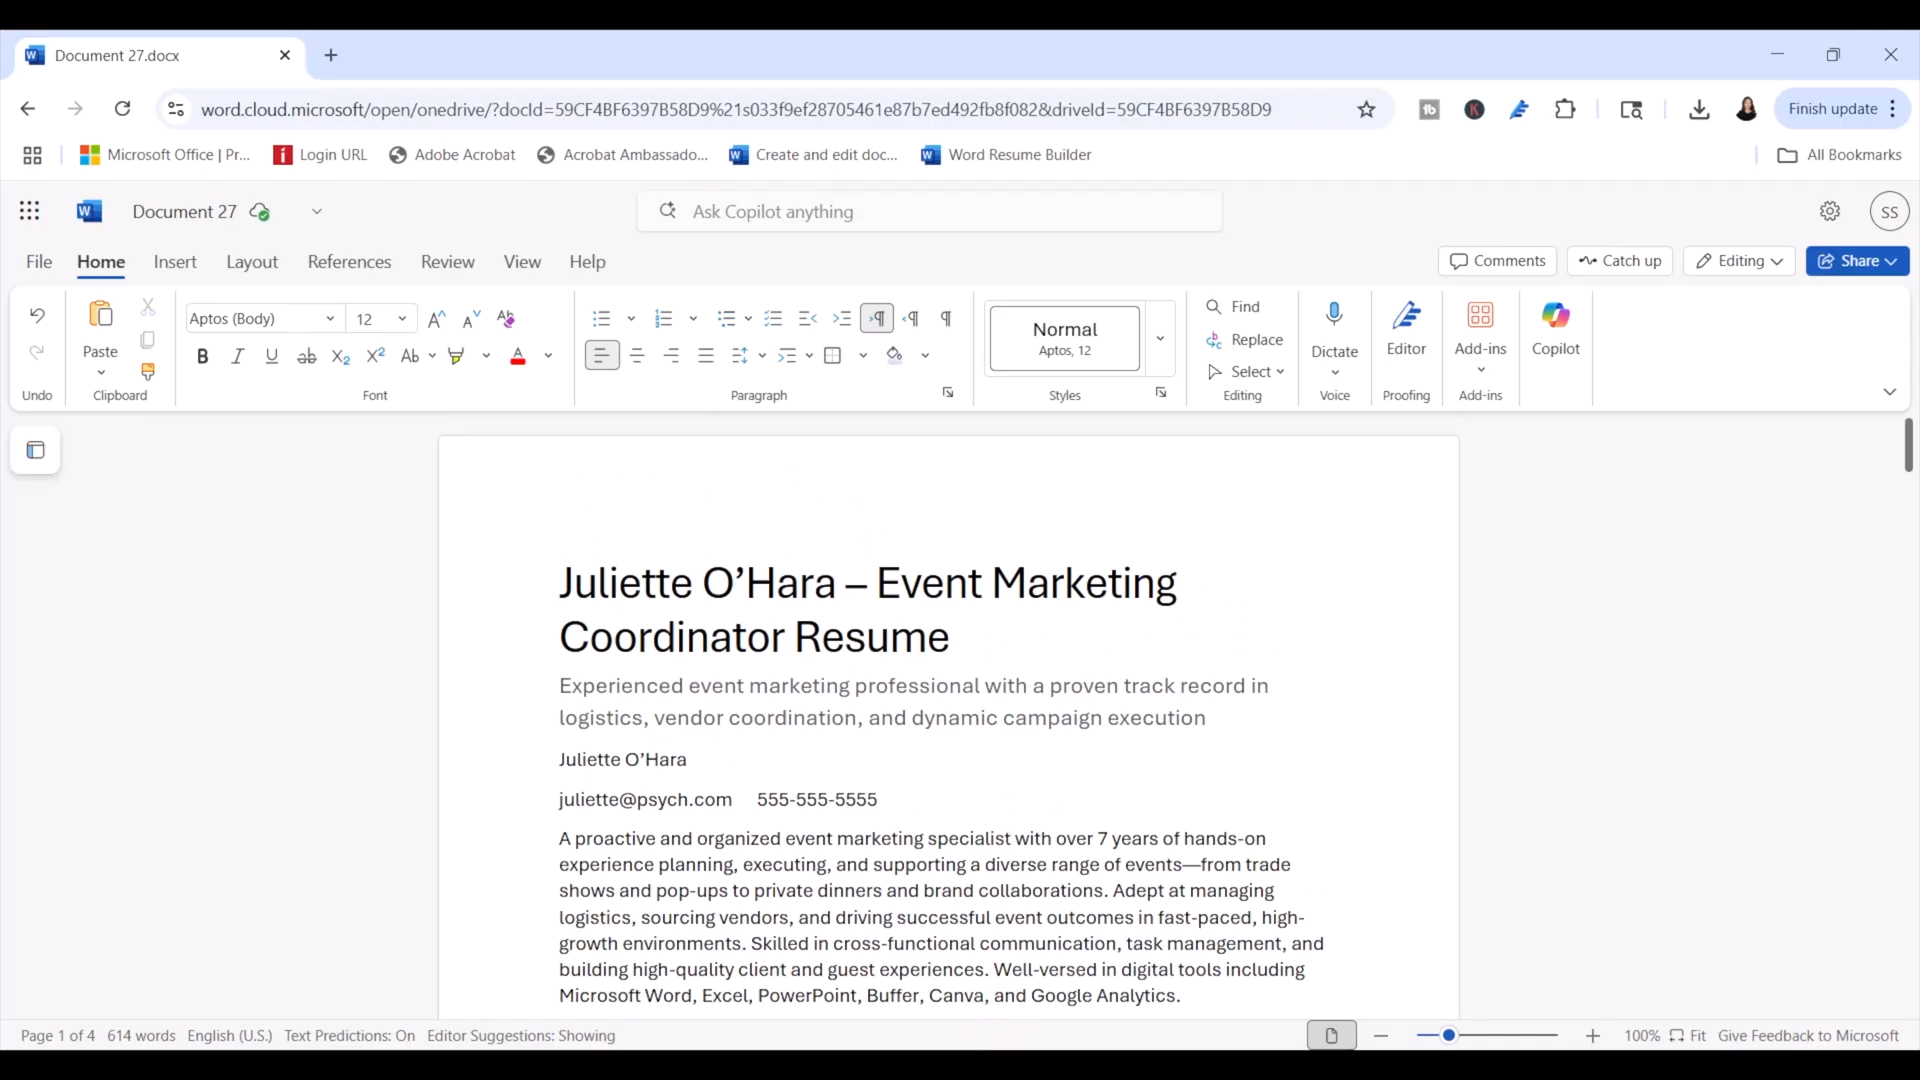 Document 27.docx
word.cloud.microsoft/open/onedrive/?docId=59CF4BF6397B58D9%21s033f9ef28705461e87b7ed492fb8f082&driveId=59CF4BF6397B58D9
tb
K
Finish update
Microsoft Office | Pr...
Login URL
Adobe Acrobat
Acrobat Ambassado...
Create and edit doc...
Word Resume Builder
All Bookmarks
Document 27
Ask Copilot anything
SS
File Home Insert Layout References Review View Help
Comments
Catch up
Editing
Share
Aptos (Body) 12
Normal
Aptos, 12
Find
Replace
Select
Paste
Dictate
Editor
Add-ins
Copilot
Undo Clipboard Font Paragraph Styles Editing Voice Proofing Add-ins
Juliette O’Hara – Event Marketing
Coordinator Resume
Experienced event marketing professional with a proven track record in
logistics, vendor coordination, and dynamic campaign execution
Juliette O’Hara
juliette@psych.com 555-555-5555
A proactive and organized event marketing specialist with over 7 years of hands-on
experience planning, executing, and supporting a diverse range of events—from trade
shows and pop-ups to private dinners and brand collaborations. Adept at managing
logistics, sourcing vendors, and driving successful event outcomes in fast-paced, high-
growth environments. Skilled in cross-functional communication, task management, and
building high-quality client and guest experiences. Well-versed in digital tools including
Microsoft Word, Excel, PowerPoint, Buffer, Canva, and Google Analytics.
Page 1 of 4 614 words English (U.S.) Text Predictions: On Editor Suggestions: Showing
100% Fit Give Feedback to Microsoft